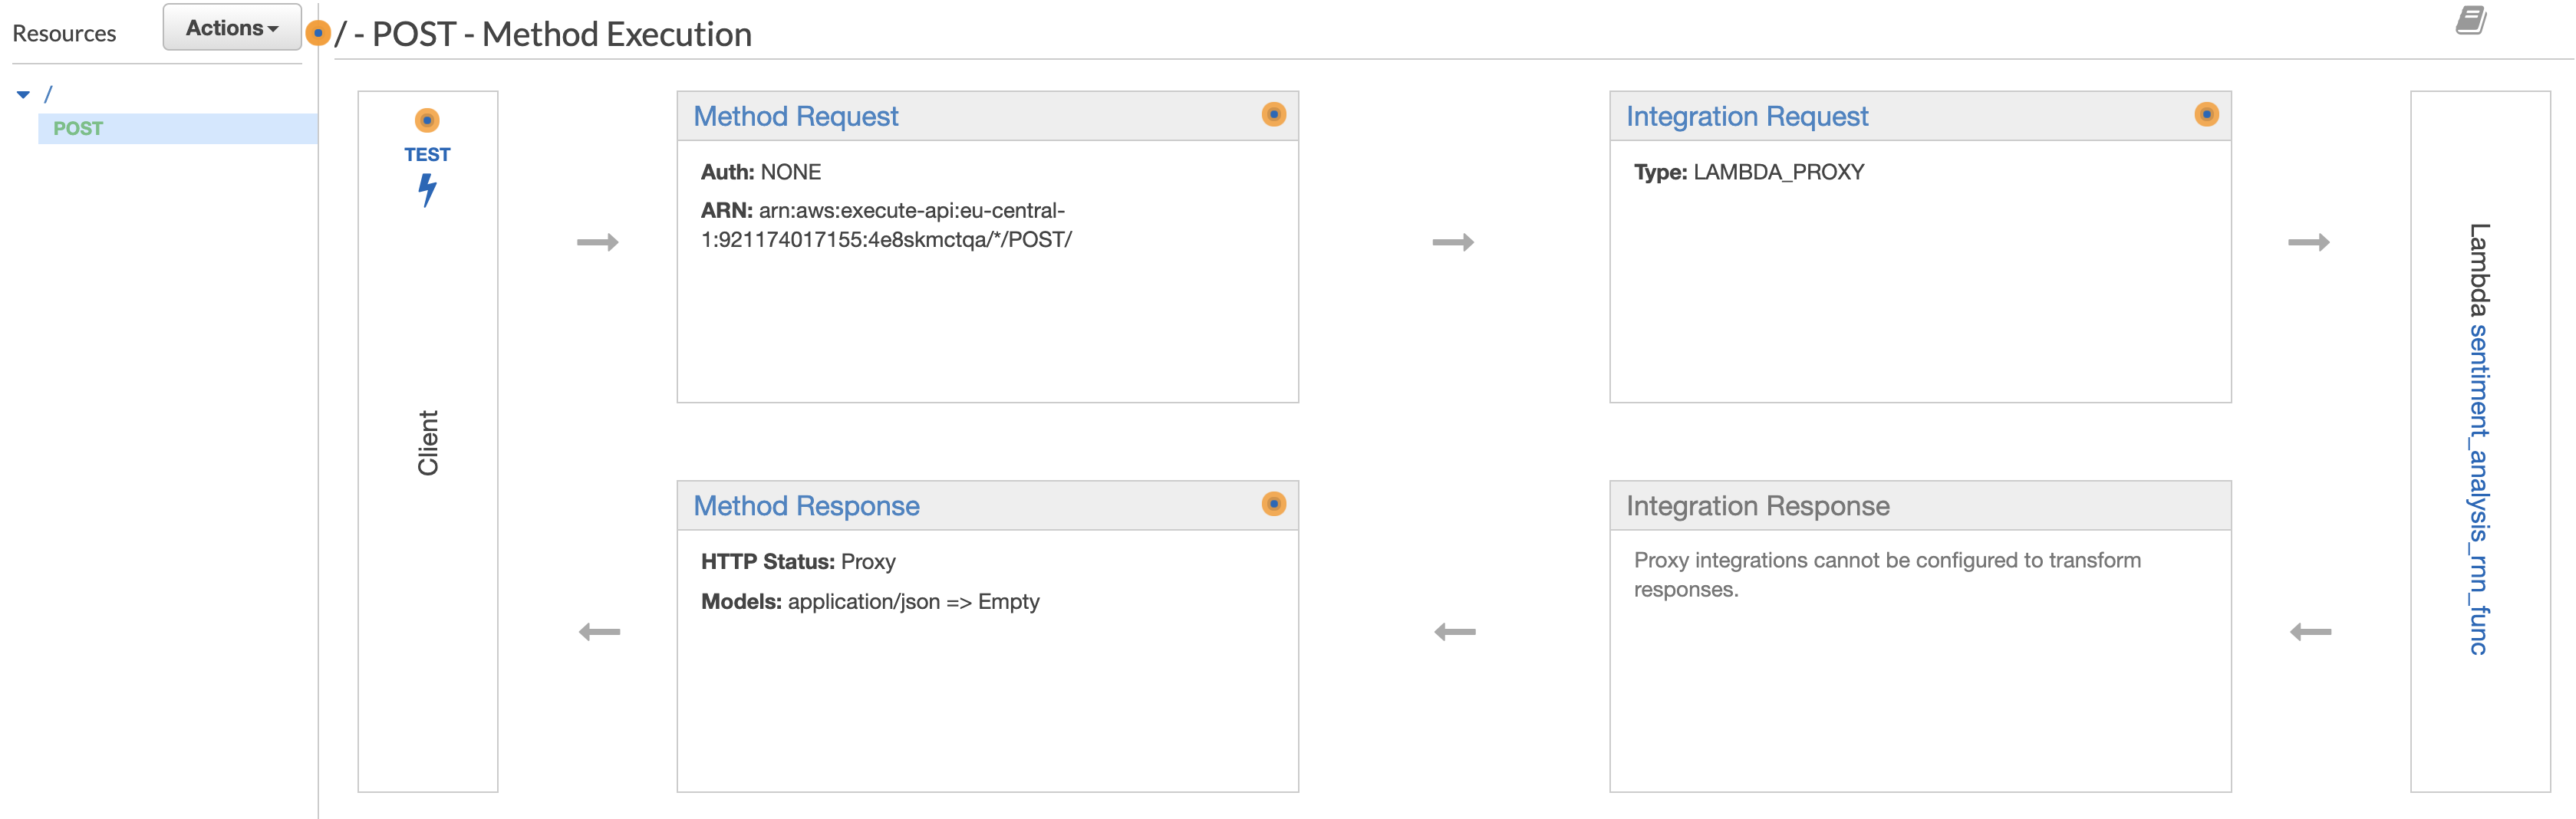 Resources
Actions
/ - POST - Method Execution
/
POST
TEST
Client
Method Request
Auth: NONE
ARN: arn:aws:execute-api:eu-central-
1:921174017155:4e8skmctqa/*/POST/
Integration Request
Type: LAMBDA_PROXY
Lambda sentiment_analysis_rnn_func
Method Response
HTTP Status: Proxy
Models: application/json => Empty
Integration Response
Proxy integrations cannot be configured to transform
responses.